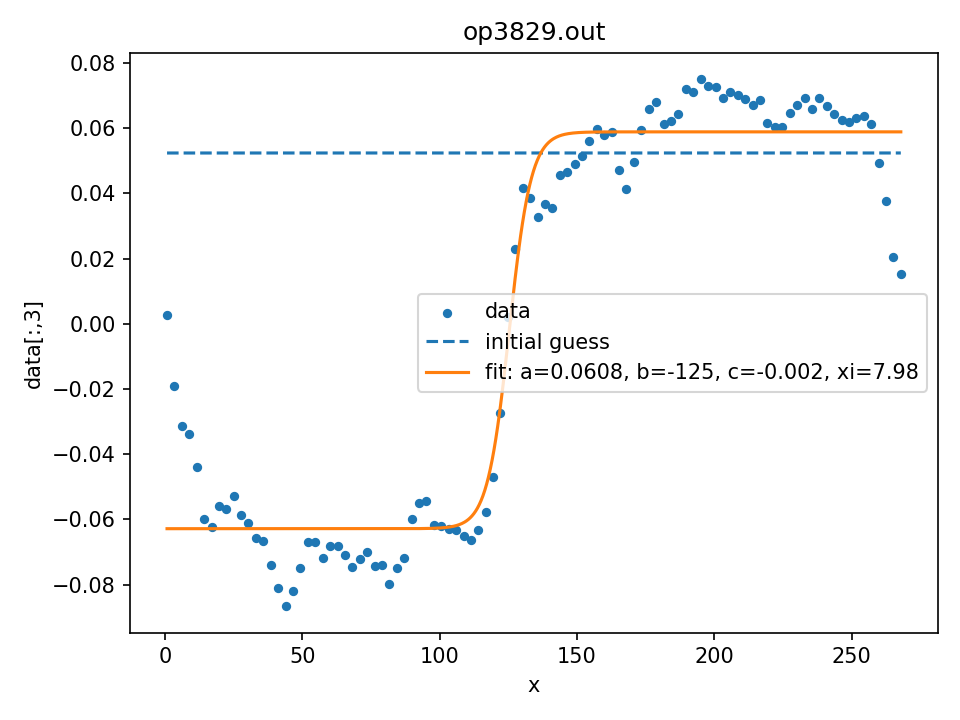 op3829.out
0.08
0.06
0.04
0.02
0.00
−0.02
−0.04
−0.06
−0.08
data[:,3]
data
initial guess
fit: a=0.0608, b=-125, c=-0.002, xi=7.98
0 50 100 150 200 250
x